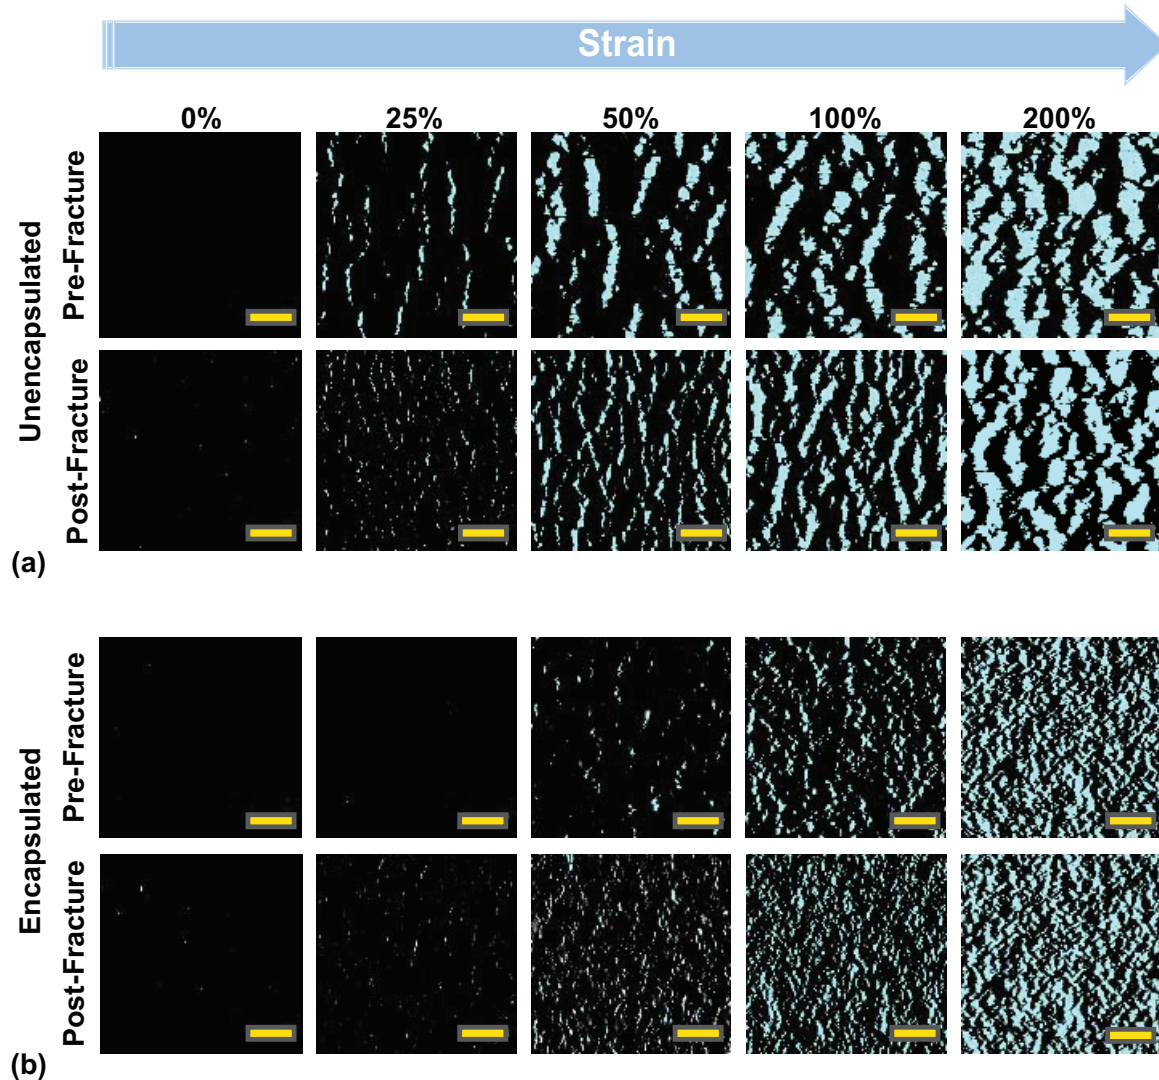 Strain
0% 25% 50% 100% 200%
Unencapsulated
Pre-Fracture
Post-Fracture
(a)
Encapsulated
Pre-Fracture
Post-Fracture
(b)